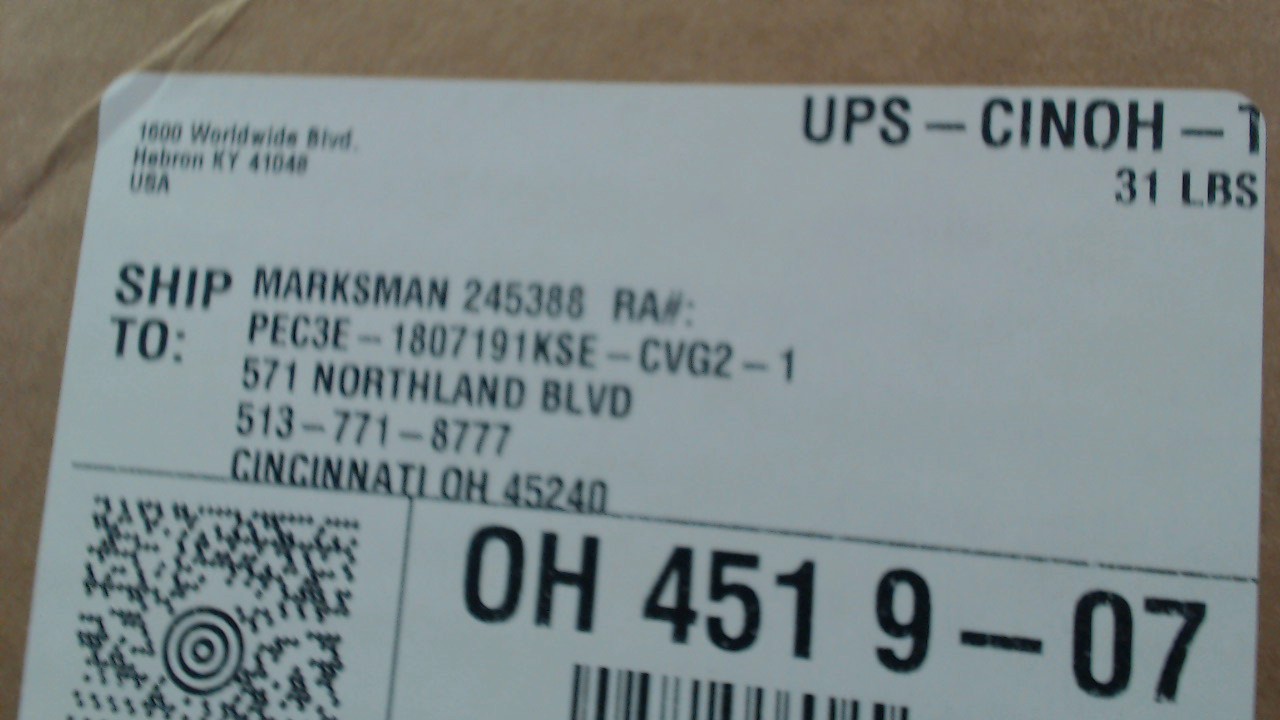 1600 Worldwide Blvd.
Hebron KY 41048
USA
UPS - CINOH - T
31 LBS
SHIP TO:
MARKSMAN 245388 RA#:
PEC3E - 1807191KSE - CVG2 - 1
571 NORTHLAND BLVD
513-771-8777
CINCINNATI OH 45240
OH 451 9-07